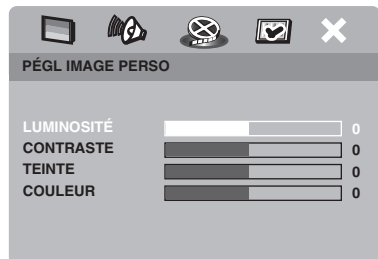 PÉGL IMAGE PERSO
LUMINOSITÉ 0
CONTRASTE 0
TEINTE 0
COULEUR 0